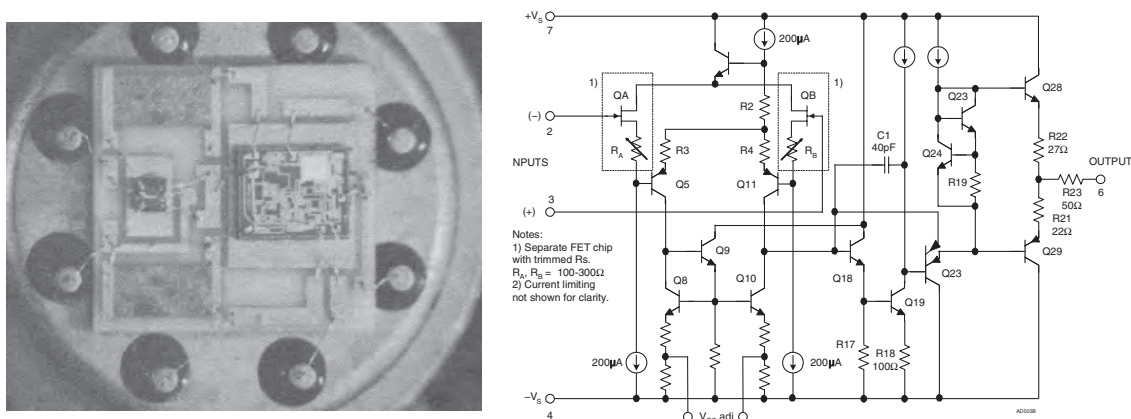 +VS
7
200µA
1)
1)
QA
QB
Q23
Q28
R2
(–)
2
C1
40pF
R22
27Ω
RA
R3
R4
RB
Q24
OUTPUT
6
NPUTS
R19
R23
50Ω
Q5
Q11
R21
22Ω
3
(+)
Notes:
1) Separate FET chip
with trimmed Rs.
RA, RB = 100-300Ω
2) Current limiting
not shown for clarity.
Q9
Q18
Q23
Q29
Q8
Q10
Q19
R17
R18
100Ω
200µA
200µA
–VS
4
VOS adj
AD503B